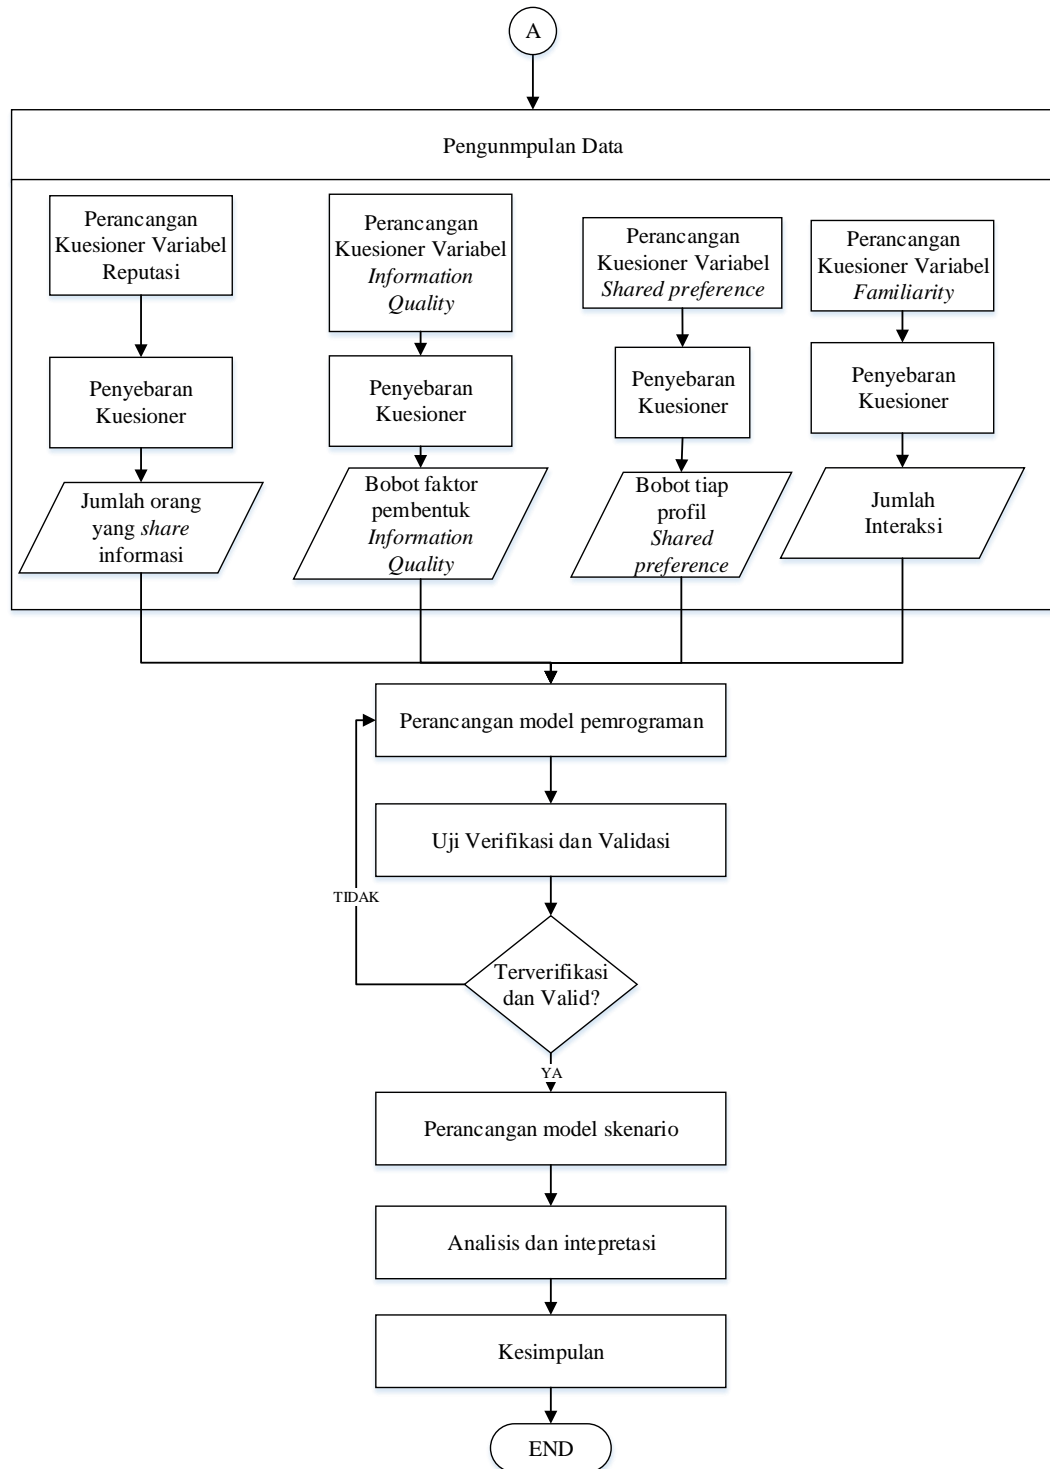 A
Pengunmpulan Data
Perancangan
Kuesioner Variabel
Reputasi
Perancangan
Kuesioner Variabel
Information
Quality
Perancangan
Kuesioner Variabel
Shared preference
Perancangan
Kuesioner Variabel
Familiarity
Penyebaran
Kuesioner
Penyebaran
Kuesioner
Penyebaran
Kuesioner
Penyebaran
Kuesioner
Jumlah orang
yang share
informasi
Bobot faktor
pembentuk
Information
Quality
Bobot tiap
profil
Shared
preference
Jumlah
Interaksi
Perancangan model pemrograman
Uji Verifikasi dan Validasi
TIDAK
Terverifikasi
dan Valid?
YA
Perancangan model skenario
Analisis dan intepretasi
Kesimpulan
END